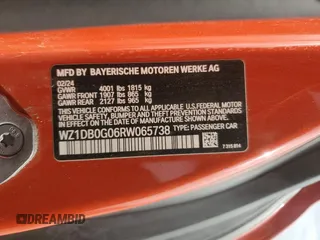 MFD BY BAYERISCHE MOTOREN WERKE AG
02/24
GVWR 4001 lbs 1815 kg
GAWR FRONT 1907 lbs 865 kg
GAWR REAR 2127 lbs 965 kg
THIS VEHICLE CONFORMS TO ALL APPLICABLE U.S. FEDERAL MOTOR VEHICLE
SAFETY, BUMPER AND THEFT PREVENTION STANDARDS IN
EFFECT ON THE DATE OF MANUFACTURE SHOWN ABOVE.
WZ1DB0G06RW065738 TYPE: PASSENGER CAR
DREAMBID